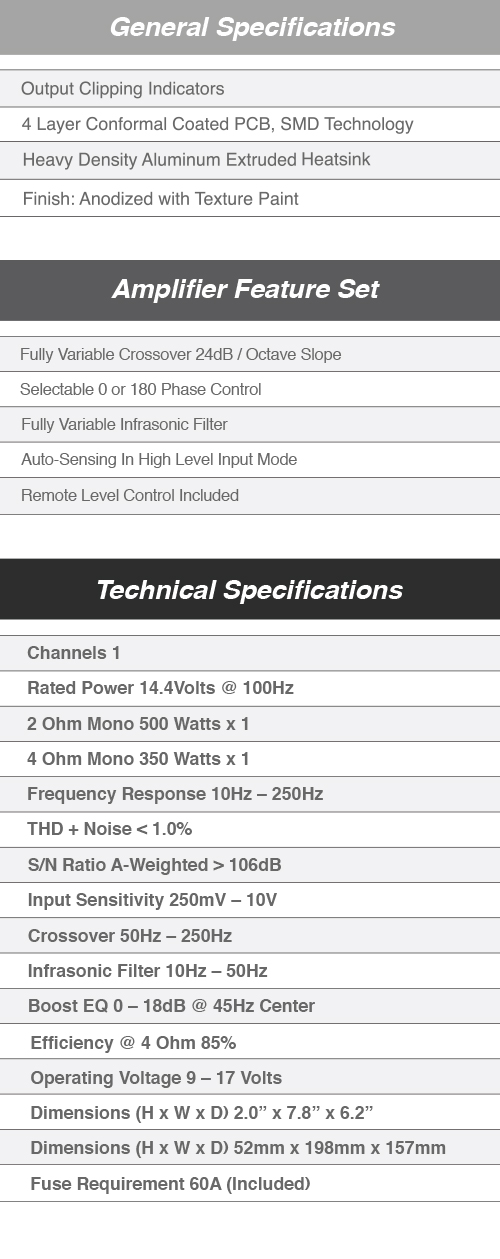 General Specifications
Output Clipping Indicators
4 Layer Conformal Coated PCB, SMD Technology
Heavy Density Aluminum Extruded Heatsink
Finish: Anodized with Texture Paint
Amplifier Feature Set
Fully Variable Crossover 24dB / Octave Slope
Selectable 0 or 180 Phase Control
Fully Variable Infrasonic Filter
Auto-Sensing In High Level Input Mode
Remote Level Control Included
Technical Specifications
Channels 1
Rated Power 14.4Volts @ 100Hz
2 Ohm Mono 500 Watts x 1
4 Ohm Mono 350 Watts x 1
Frequency Response 10Hz – 250Hz
THD + Noise < 1.0%
S/N Ratio A-Weighted > 106dB
Input Sensitivity 250mV – 10V
Crossover 50Hz – 250Hz
Infrasonic Filter 10Hz – 50Hz
Boost EQ 0 – 18dB @ 45Hz Center
Efficiency @ 4 Ohm 85%
Operating Voltage 9 – 17 Volts
Dimensions (H x W x D) 2.0” x 7.8” x 6.2”
Dimensions (H x W x D) 52mm x 198mm x 157mm
Fuse Requirement 60A (Included)